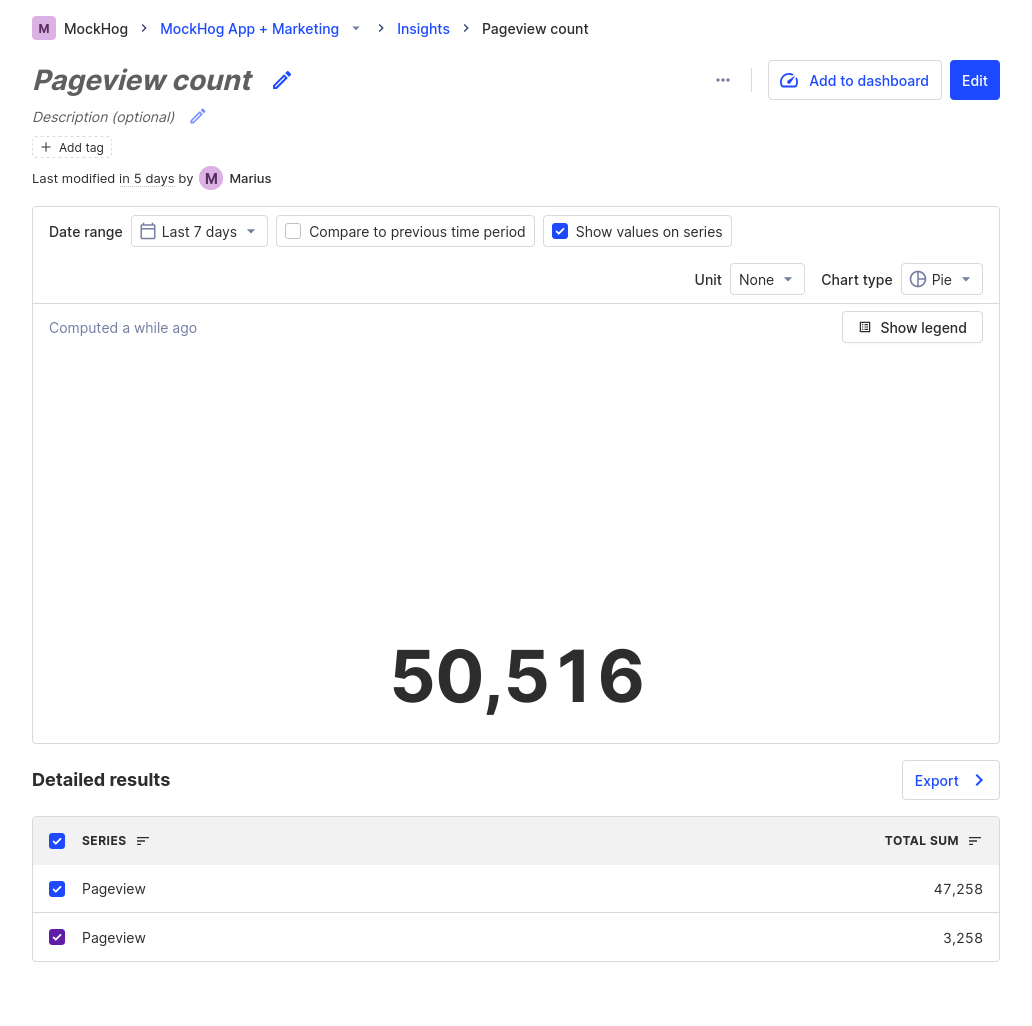 M MockHog MockHog App + Marketing Insights Pageview count
Pageview count
Add to dashboard Edit
Description (optional)
Add tag
Last modified in 5 days by M Marius
Date range Last 7 days Compare to previous time period Show values on series
Unit None Chart type Pie
Computed a while ago Show legend
50,516
Detailed results Export
SERIES TOTAL SUM
Pageview 47,258
Pageview 3,258